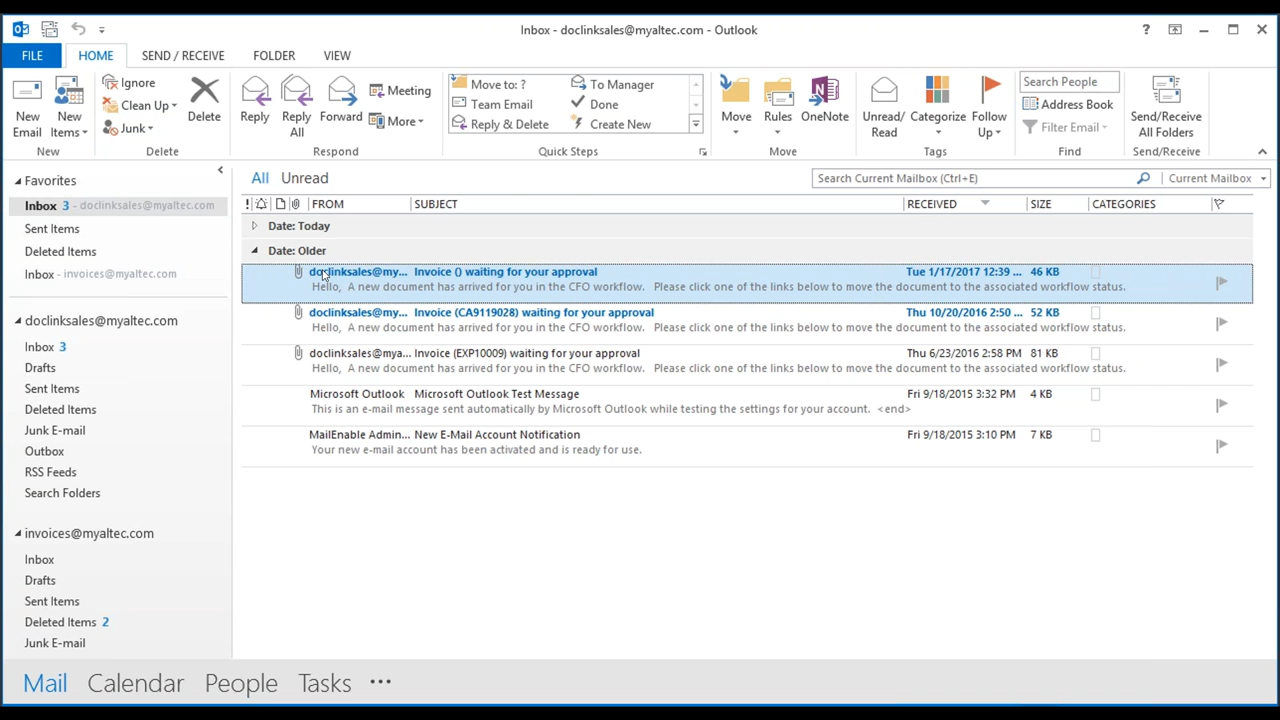 Inbox - doclinksales@myaltec.com - Outlook
?
FILE HOME SEND / RECEIVE FOLDER VIEW
New Email
New Items
Ignore
Clean Up
Junk
Delete
Reply
Reply All
Forward
Meeting
More
Move to: ?
Team Email
Reply & Delete
To Manager
Done
Create New
Move
Rules
OneNote
Unread/ Read
Categorize
Follow Up
Search People
Address Book
Filter Email
Send/Receive All Folders
New Delete Respond Quick Steps Move Tags Find Send/Receive
Favorites
Inbox 3 - doclinksales@myaltec.com
Sent Items
Deleted Items
Inbox - invoices@myaltec.com
doclinksales@myaltec.com
Inbox 3
Drafts
Sent Items
Deleted Items
Junk E-mail
Outbox
RSS Feeds
Search Folders
invoices@myaltec.com
Inbox
Drafts
Sent Items
Deleted Items 2
Junk E-mail
All Unread
Search Current Mailbox (Ctrl+E) Current Mailbox
! FROM SUBJECT RECEIVED SIZE CATEGORIES
Date: Today
Date: Older
doclinksales@my... Invoice () waiting for your approval Tue 1/17/2017 12:39 ... 46 KB
Hello, A new document has arrived for you in the CFO workflow. Please click one of the links below to move the document to the associated workflow status.
doclinksales@my... Invoice (CA9119028) waiting for your approval Thu 10/20/2016 2:50 ... 52 KB
Hello, A new document has arrived for you in the CFO workflow. Please click one of the links below to move the document to the associated workflow status.
doclinksales@mya... Invoice (EXP10009) waiting for your approval Thu 6/23/2016 2:58 PM 81 KB
Hello, A new document has arrived for you in the CFO workflow. Please click one of the links below to move the document to the associated workflow status.
Microsoft Outlook Microsoft Outlook Test Message Fri 9/18/2015 3:32 PM 4 KB
This is an e-mail message sent automatically by Microsoft Outlook while testing the settings for your account. <end>
MailEnable Admin... New E-Mail Account Notification Fri 9/18/2015 3:10 PM 7 KB
Your new e-mail account has been activated and is ready for use.
Mail Calendar People Tasks •••